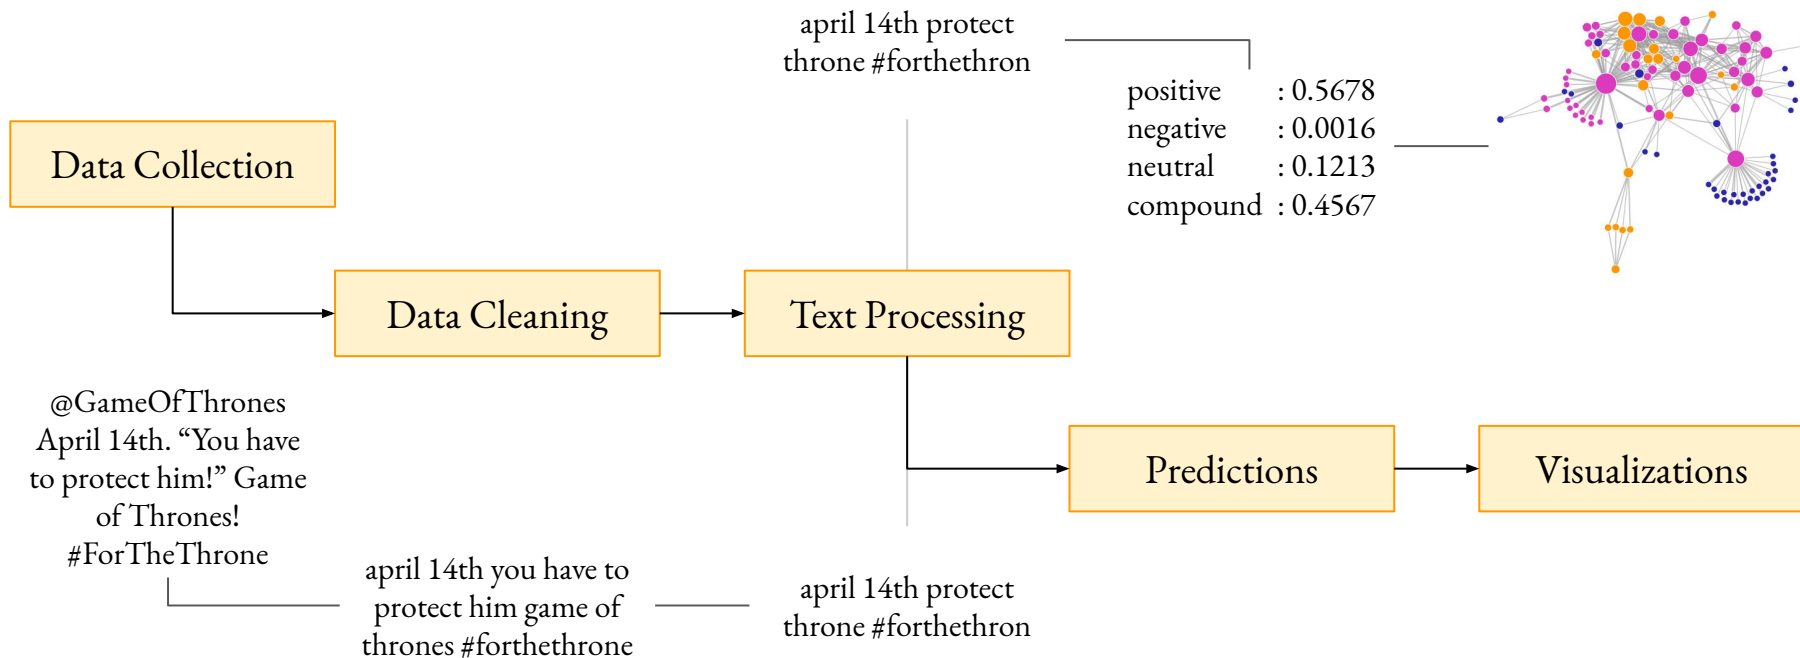 april 14th protect
throne #forthethron
positive : 0.5678
negative : 0.0016
neutral : 0.1213
compound : 0.4567
Data Collection
Data Cleaning
Text Processing
@GameOfThrones
April 14th. “You have
to protect him!” Game
of Thrones!
#ForTheThrone
Predictions
Visualizations
april 14th you have to
protect him game of
thrones #forthethrone
april 14th protect
throne #forthethron